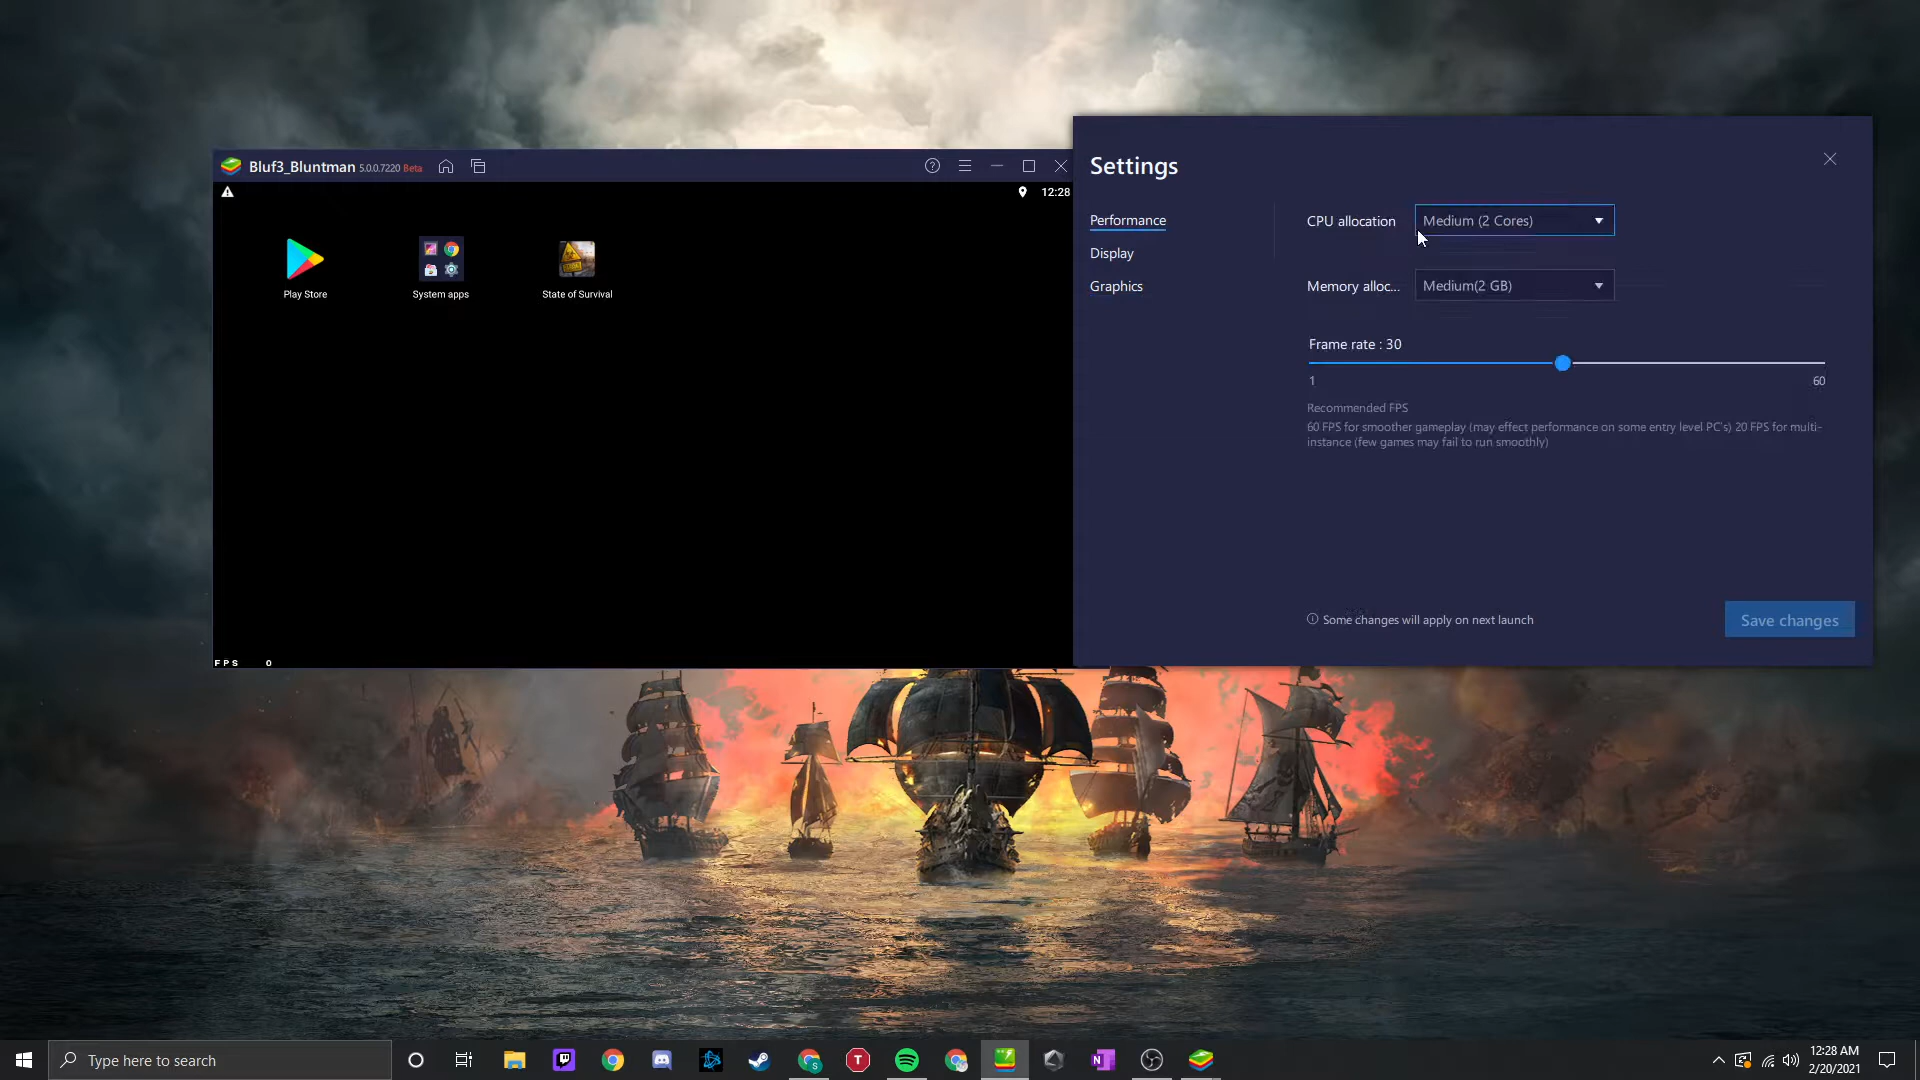 Bluf3_Bluntman 5.0.0.7220 Beta
12:28
Play Store
System apps
State of Survival
FPS 0
Settings
Performance
Display
Graphics
CPU allocation
Medium (2 Cores)
Memory alloc...
Medium(2 GB)
Frame rate : 30
1
60
Recommended FPS
60 FPS for smoother gameplay (may effect performance on some entry level PC's) 20 FPS for multi-
instance (few games may fail to run smoothly)
Some changes will apply on next launch
Save changes
Type here to search
12:28 AM
2/20/2021